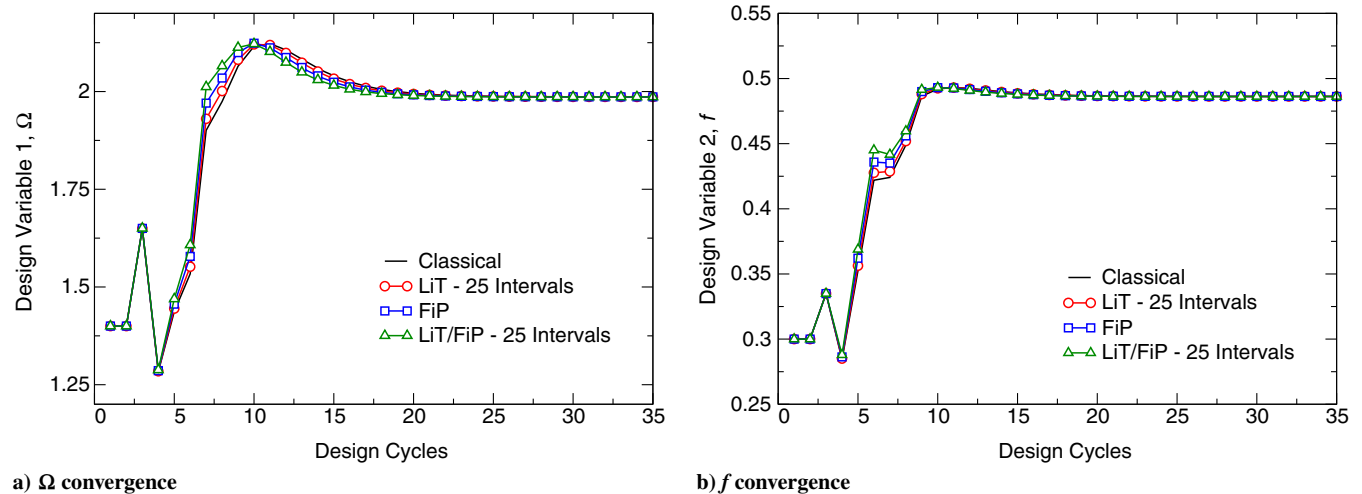 Design Variable 1, Ω
2
1.75
1.5
1.25
0 5 10 15 20 25 30 35
Design Cycles
Classical
LiT - 25 Intervals
FiP
LiT/FiP - 25 Intervals
a) Ω convergence
Design Variable 2, f
0.55
0.5
0.45
0.4
0.35
0.3
0.25
0 5 10 15 20 25 30 35
Design Cycles
Classical
LiT - 25 Intervals
FiP
LiT/FiP - 25 Intervals
b) f convergence